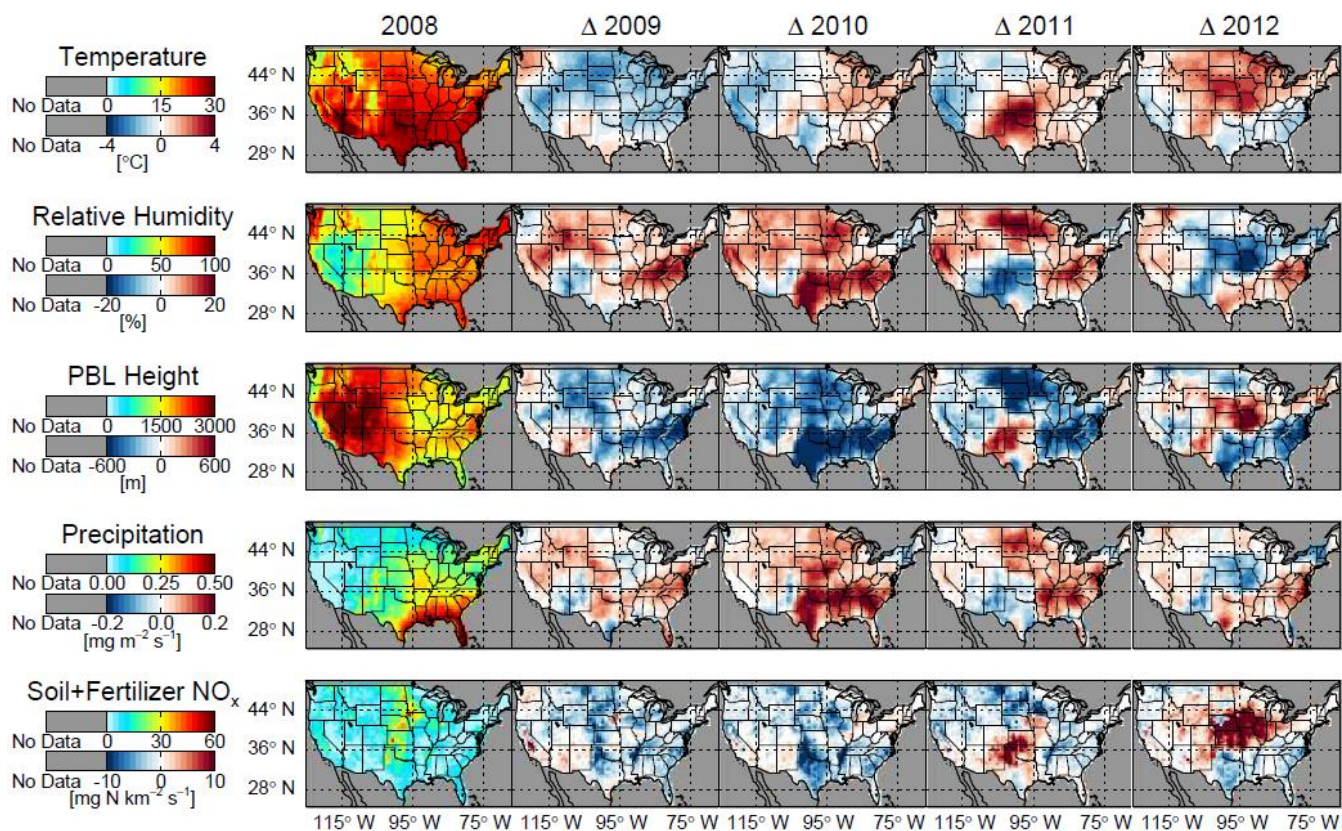 2008 Δ 2009 Δ 2010 Δ 2011 Δ 2012
Temperature
No Data 0 15 30
No Data -4 0 4
[°C]
44° N
36° N
28° N
Relative Humidity
No Data 0 50 100
No Data -20 0 20
[%]
44° N
36° N
28° N
PBL Height
No Data 0 1500 3000
No Data -600 0 600
[m]
44° N
36° N
28° N
Precipitation
No Data 0.00 0.25 0.50
No Data -0.2 0.0 0.2
[mg m⁻² s⁻¹]
44° N
36° N
28° N
Soil+Fertilizer NOₓ
No Data 0 30 60
No Data -10 0 10
[mg N km⁻² s⁻¹]
44° N
36° N
28° N
115° W 95° W 75° W 115° W 95° W 75° W 115° W 95° W 75° W 115° W 95° W 75° W 115° W 95° W 75° W